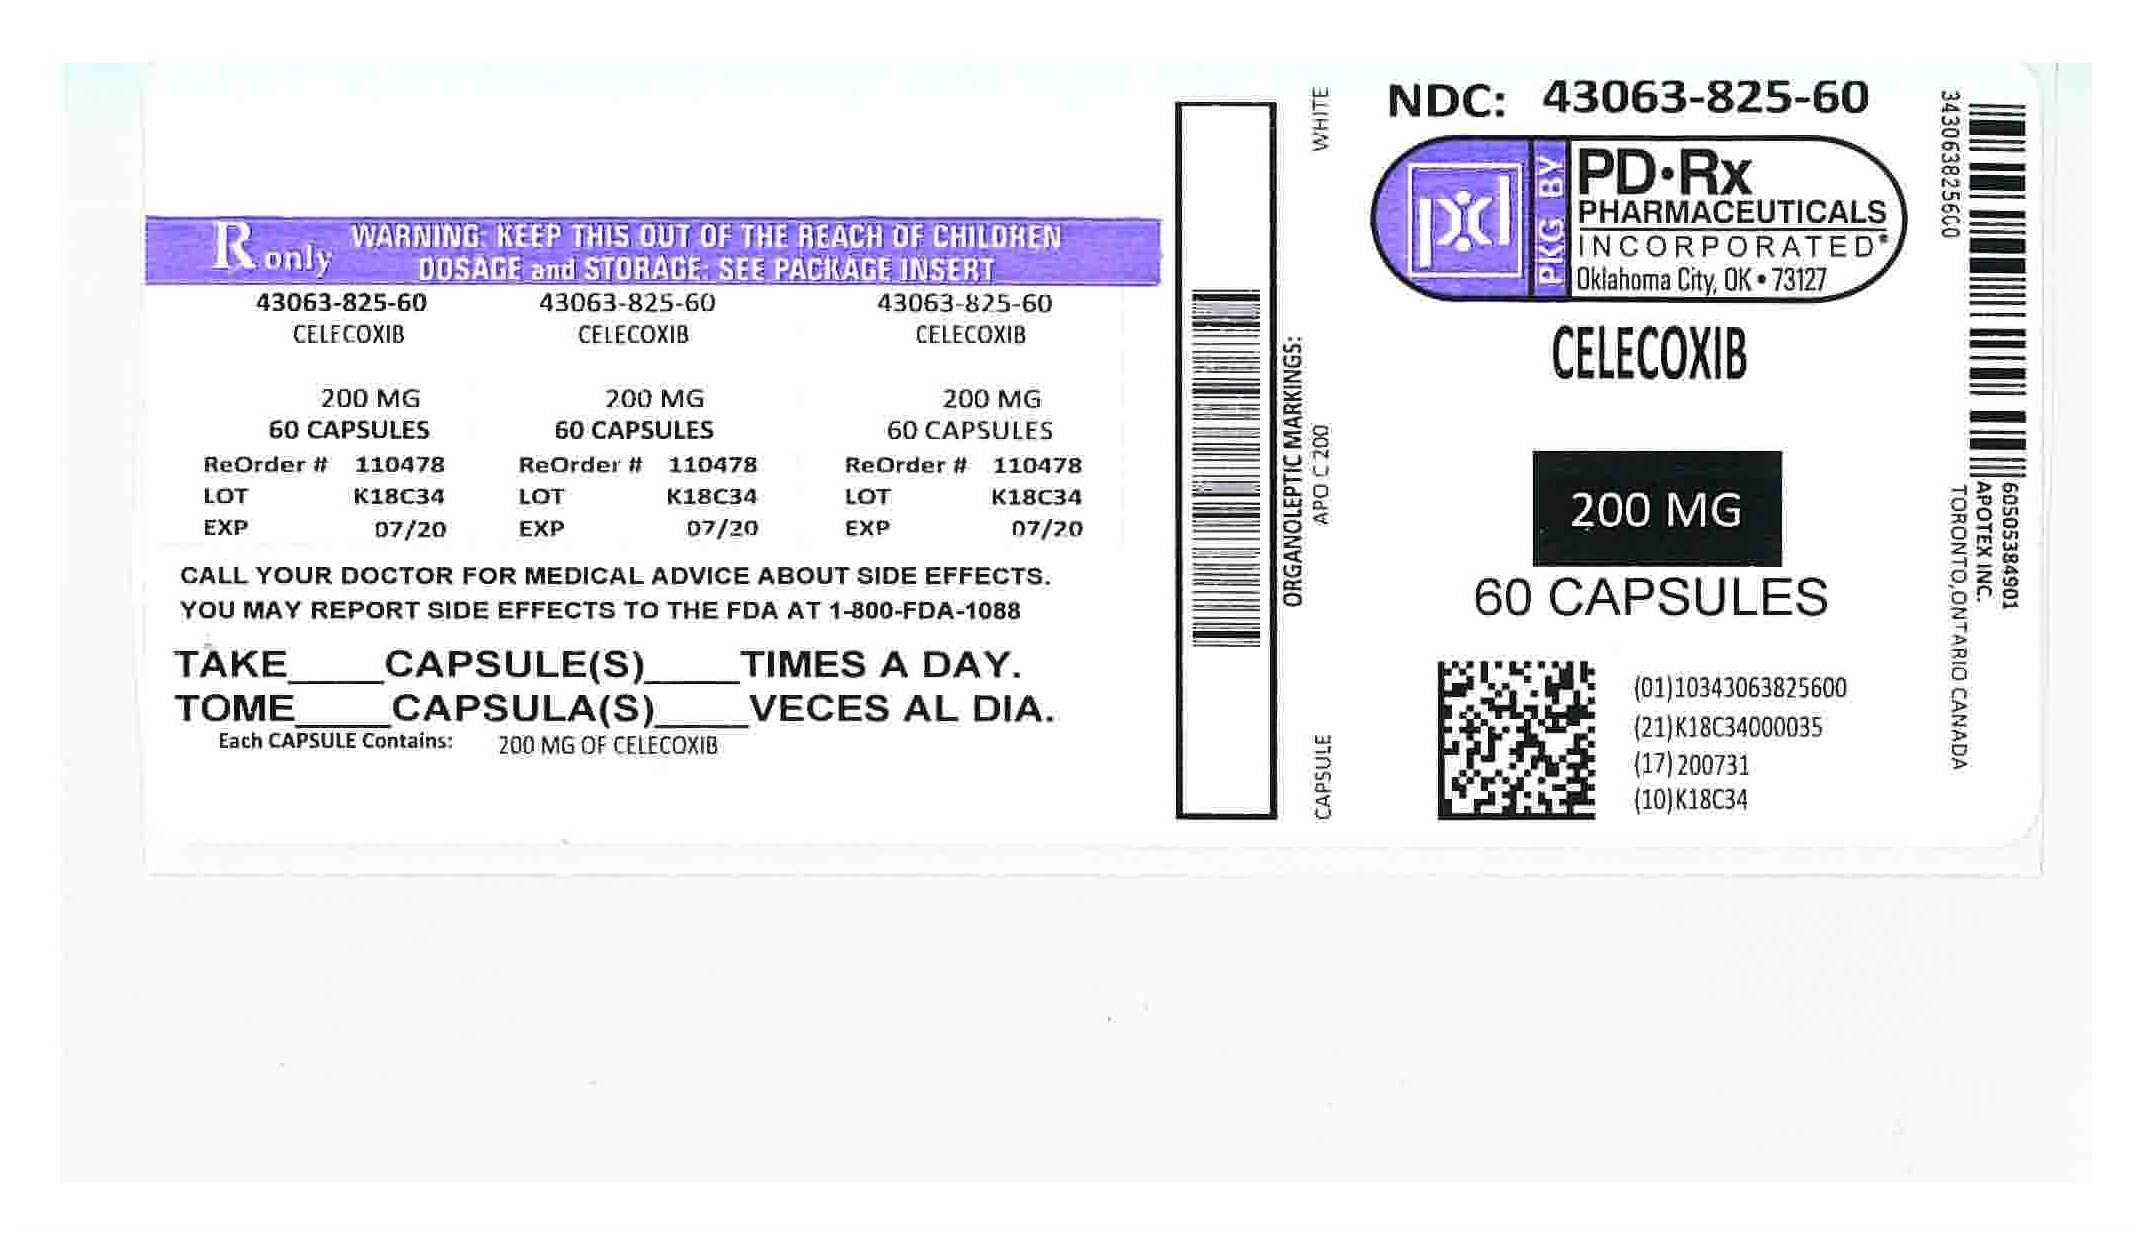 R only
WARNING: KEEP THIS OUT OF THE REACH OF CHILDREN
DOSAGE and STORAGE: SEE PACKAGE INSERT
43063-825-60 43063-825-60 43063-825-60
CELECOXIB CELECOXIB CELECOXIB
200 MG 200 MG 200 MG
60 CAPSULES 60 CAPSULES 60 CAPSULES
ReOrder # 110478 ReOrder # 110478 ReOrder # 110478
LOT K18C34 LOT K18C34 LOT K18C34
EXP 07/20 EXP 07/20 EXP 07/20
CALL YOUR DOCTOR FOR MEDICAL ADVICE ABOUT SIDE EFFECTS.
YOU MAY REPORT SIDE EFFECTS TO THE FDA AT 1-800-FDA-1088
TAKE____CAPSULE(S)____TIMES A DAY.
TOME____CAPSULA(S)____VECES AL DIA.
Each CAPSULE Contains: 200 MG OF CELECOXIB
ORGANOLEPTIC MARKINGS:
CAPSULE APO C 200 WHITE
NDC: 43063-825-60
pd
PKG BY
PD·Rx
PHARMACEUTICALS
INCORPORATED*
Oklahoma City, OK • 73127
CELECOXIB
200 MG
60 CAPSULES
(01)10343063825600
(21)K18C34000035
(17)200731
(10)K18C34
343063825600
60505384901
APOTEX INC.
TORONTO,ONTARIO CANADA